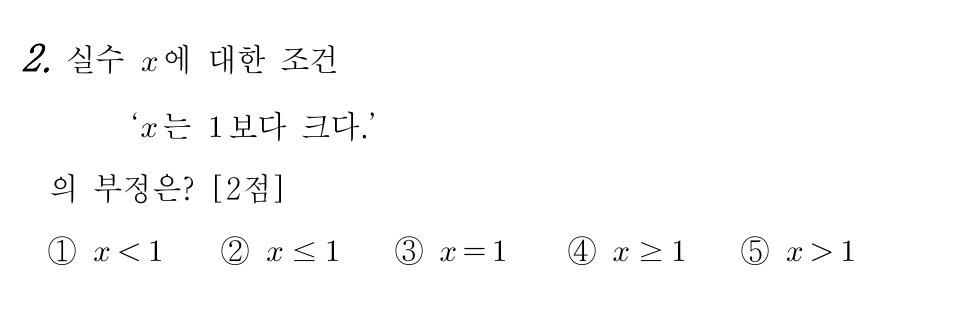 2. 실수 x에 대한 조건
‘x는 1보다 크다.’
의 부정은? [2점]
① x < 1 ② x ≤ 1 ③ x = 1 ④ x ≥ 1 ⑤ x > 1